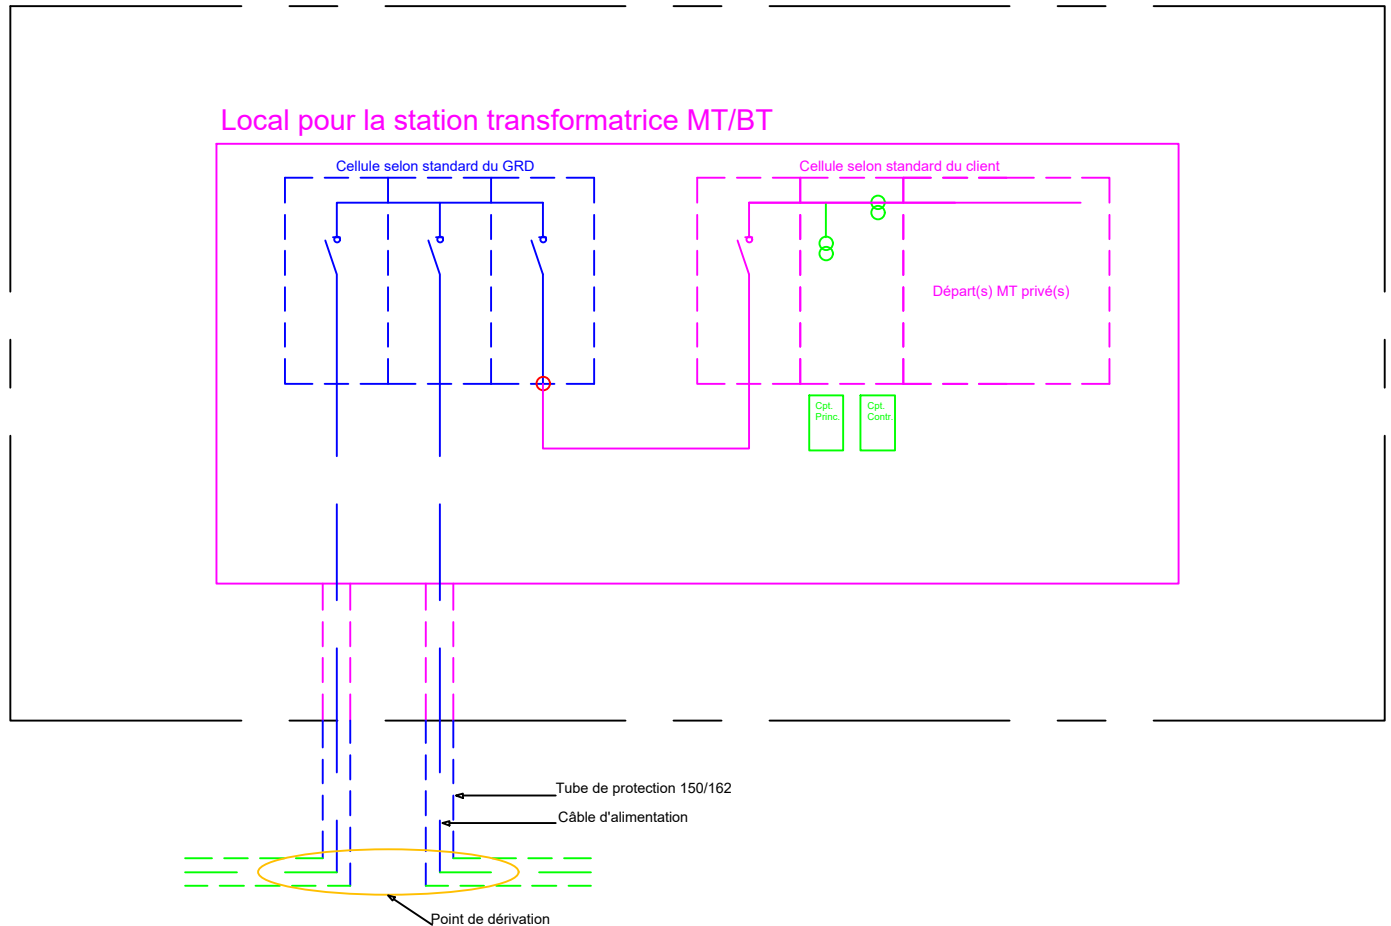 Local pour la station transformatrice MT/BT
Cellule selon standard du GRD
Cellule selon standard du client
Départ(s) MT privé(s)
Cpt.
Princ.
Cpt.
Contr.
Tube de protection 150/162
Câble d'alimentation
Point de dérivation